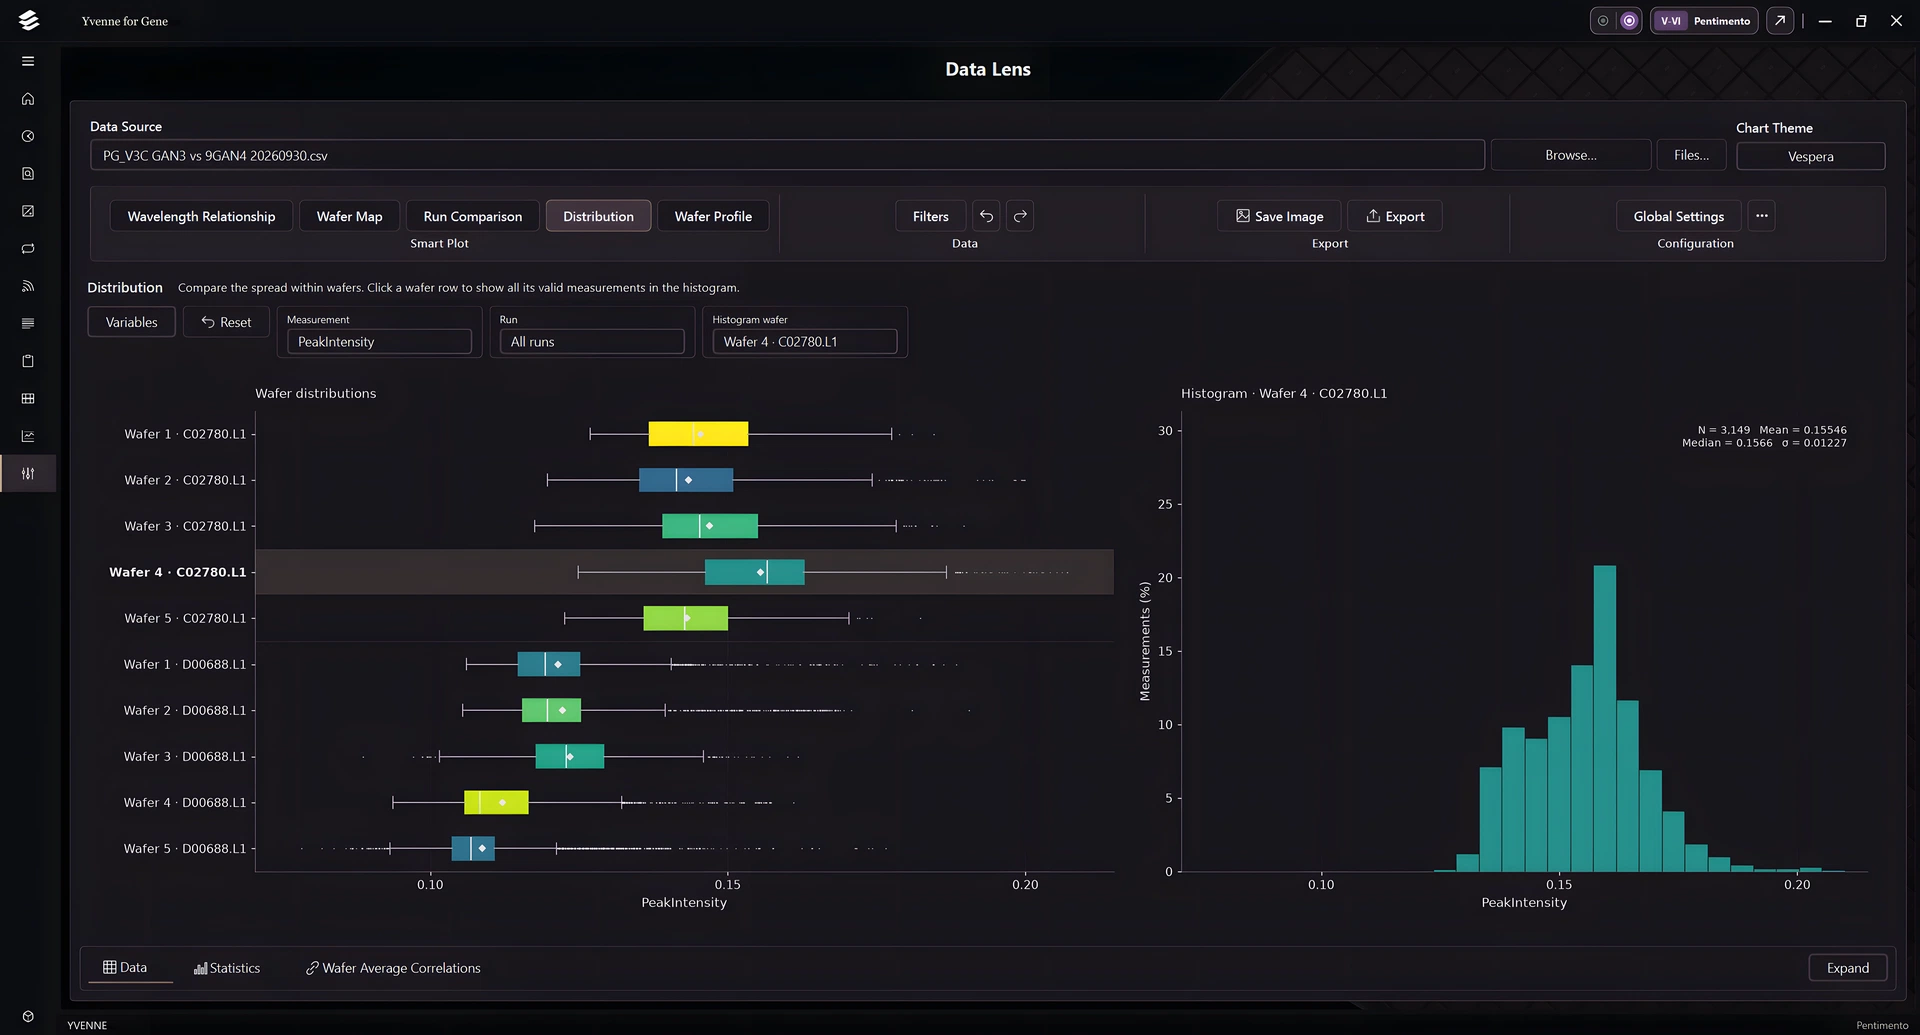 Yvenne for Gene
V-VI Pentimento
Data Lens
Data Source
Chart Theme
PG_V3C GAN3 vs 9GAN4 20260930.csv
Browse...
Files...
Vespera
Wavelength Relationship
Wafer Map
Run Comparison
Distribution
Wafer Profile
Smart Plot
Filters
Data
Save Image
Export
Export
Global Settings
...
Configuration
Distribution Compare the spread within wafers. Click a wafer row to show all its valid measurements in the histogram.
Variables
Reset
Measurement
PeakIntensity
Run
All runs
Histogram wafer
Wafer 4 · C02780.L1
Wafer distributions
Wafer 1 · C02780.L1
Wafer 2 · C02780.L1
Wafer 3 · C02780.L1
Wafer 4 · C02780.L1
Wafer 5 · C02780.L1
Wafer 1 · D00688.L1
Wafer 2 · D00688.L1
Wafer 3 · D00688.L1
Wafer 4 · D00688.L1
Wafer 5 · D00688.L1
0.10 0.15 0.20
PeakIntensity
Histogram · Wafer 4 · C02780.L1
N = 3,149 Mean = 0.15546
Median = 0.1566 σ = 0.01227
Measurements (%)
30
25
20
15
10
5
0
0.10 0.15 0.20
PeakIntensity
Data
Statistics
Wafer Average Correlations
Expand
YVENNE
Pentimento